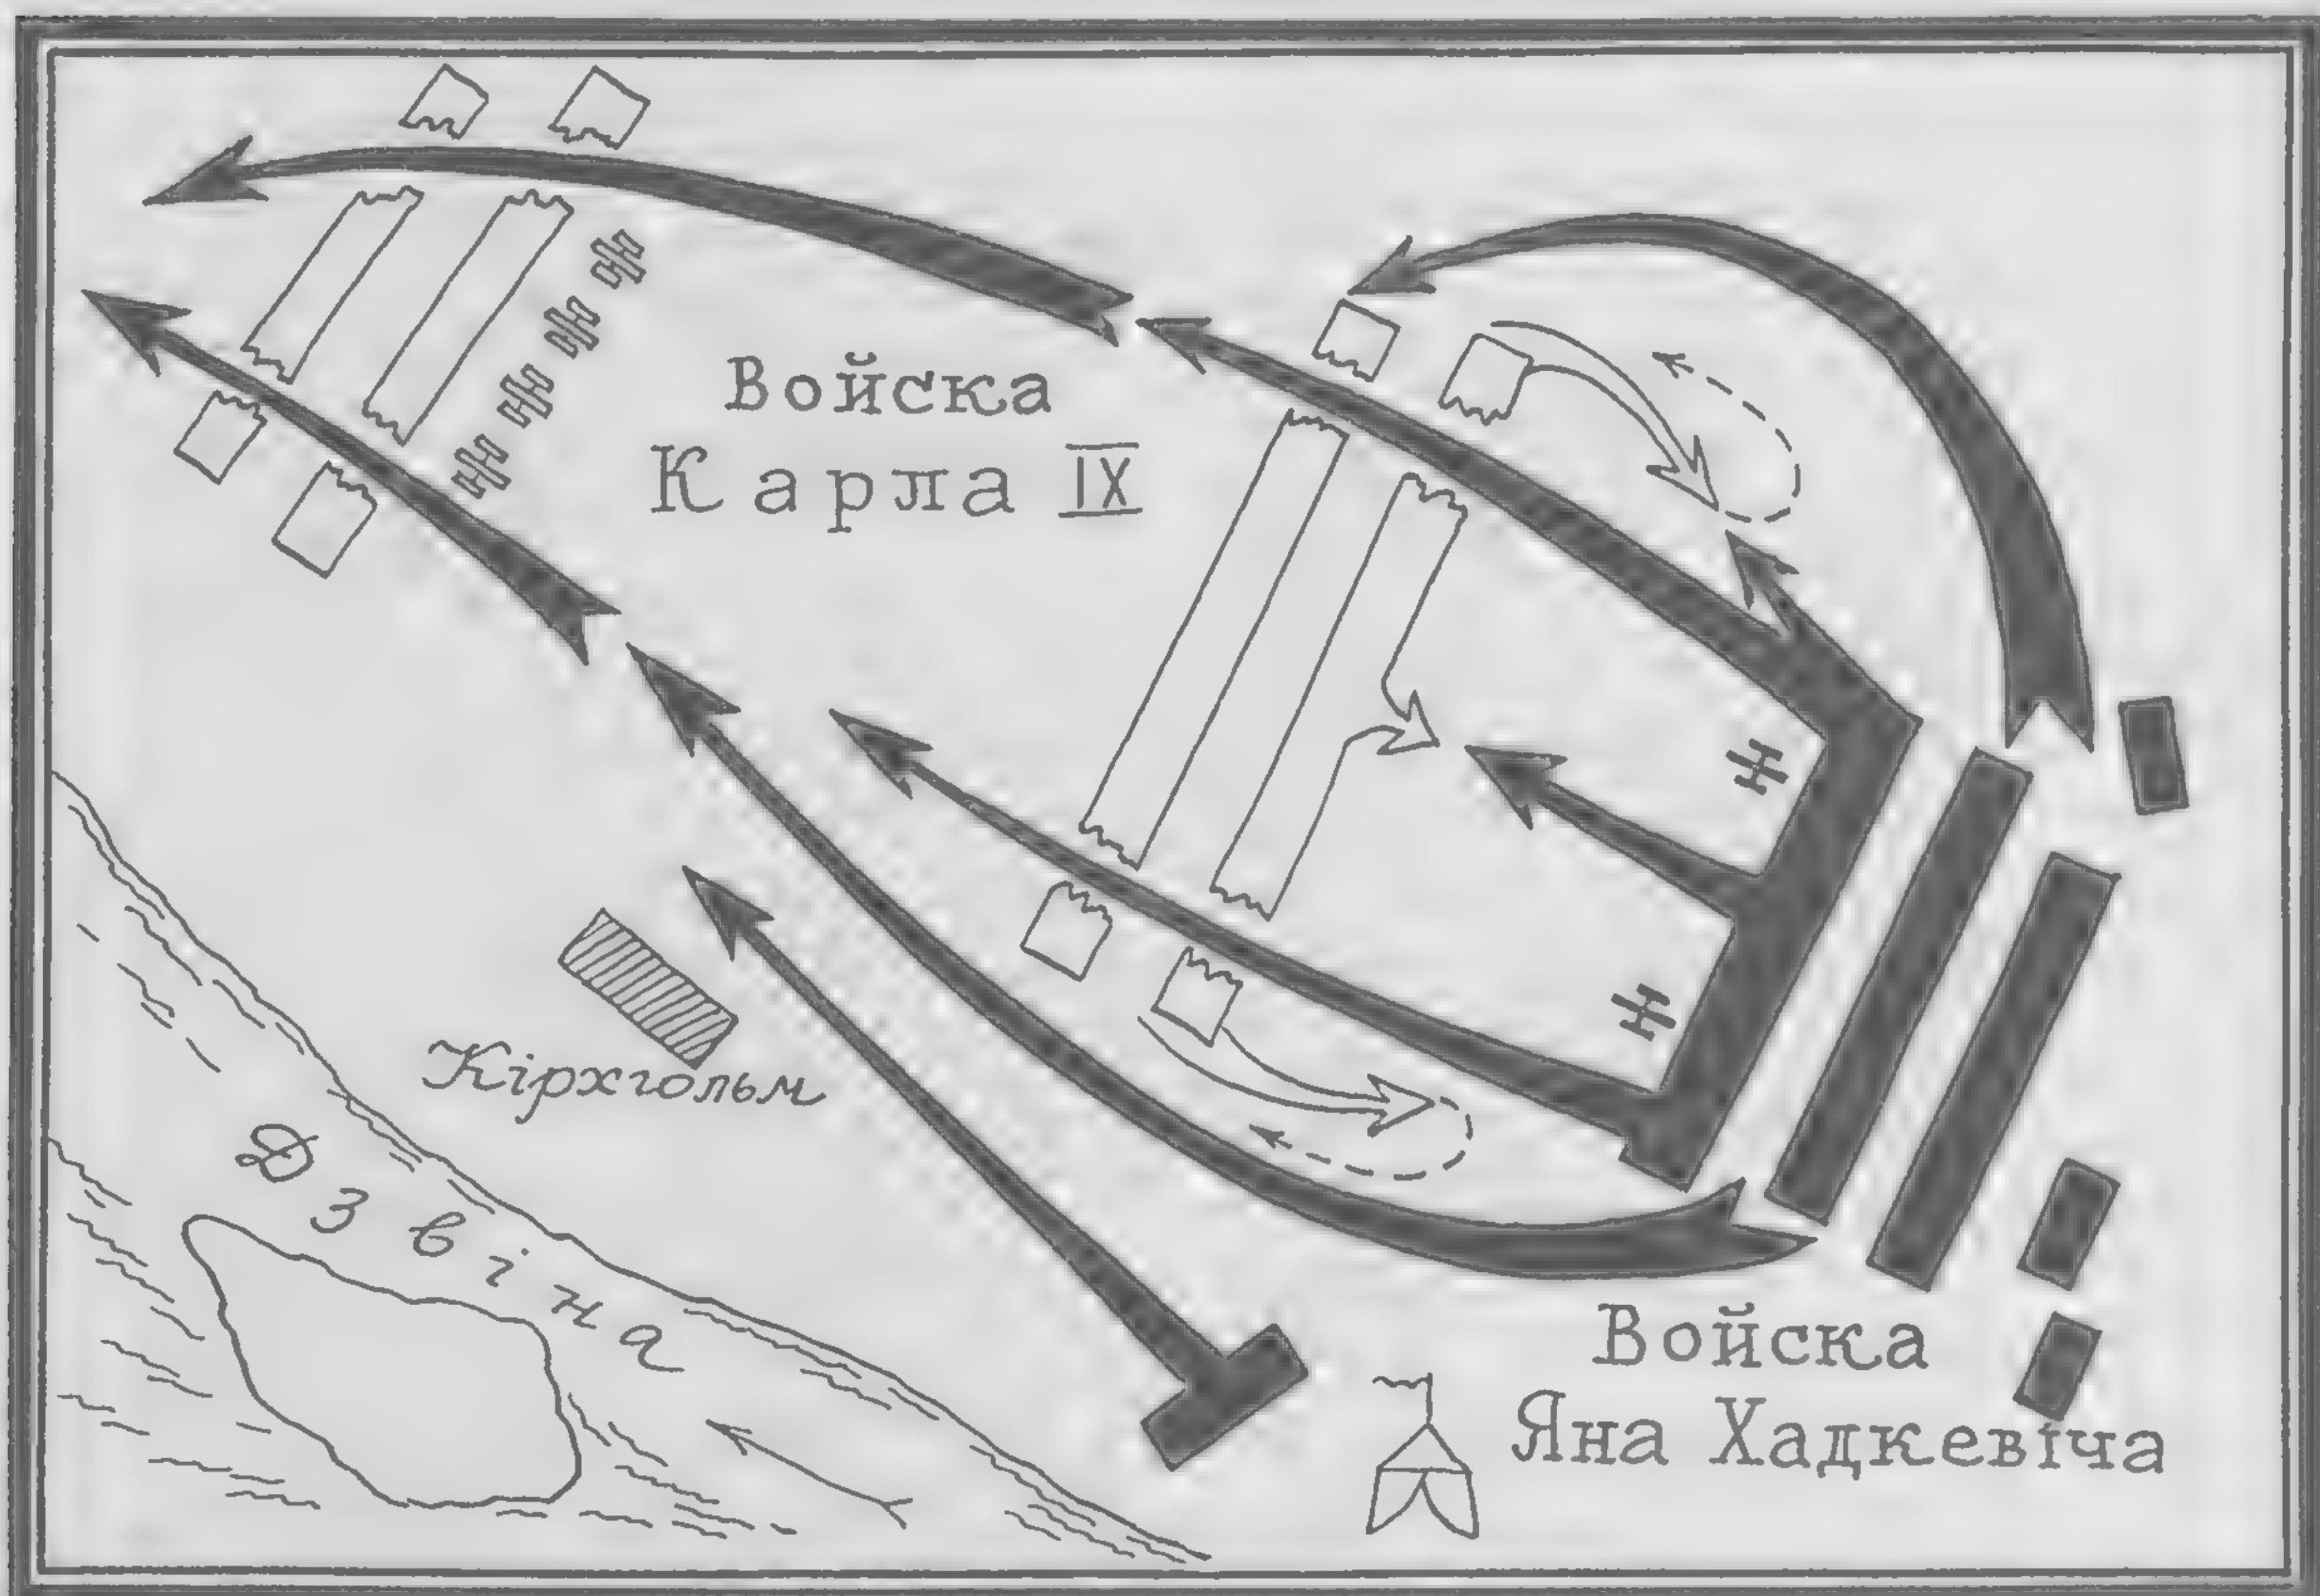 Войска
Карла IX
Кірхгольм
Дзвіна
Войска
Яна Хадкевіча